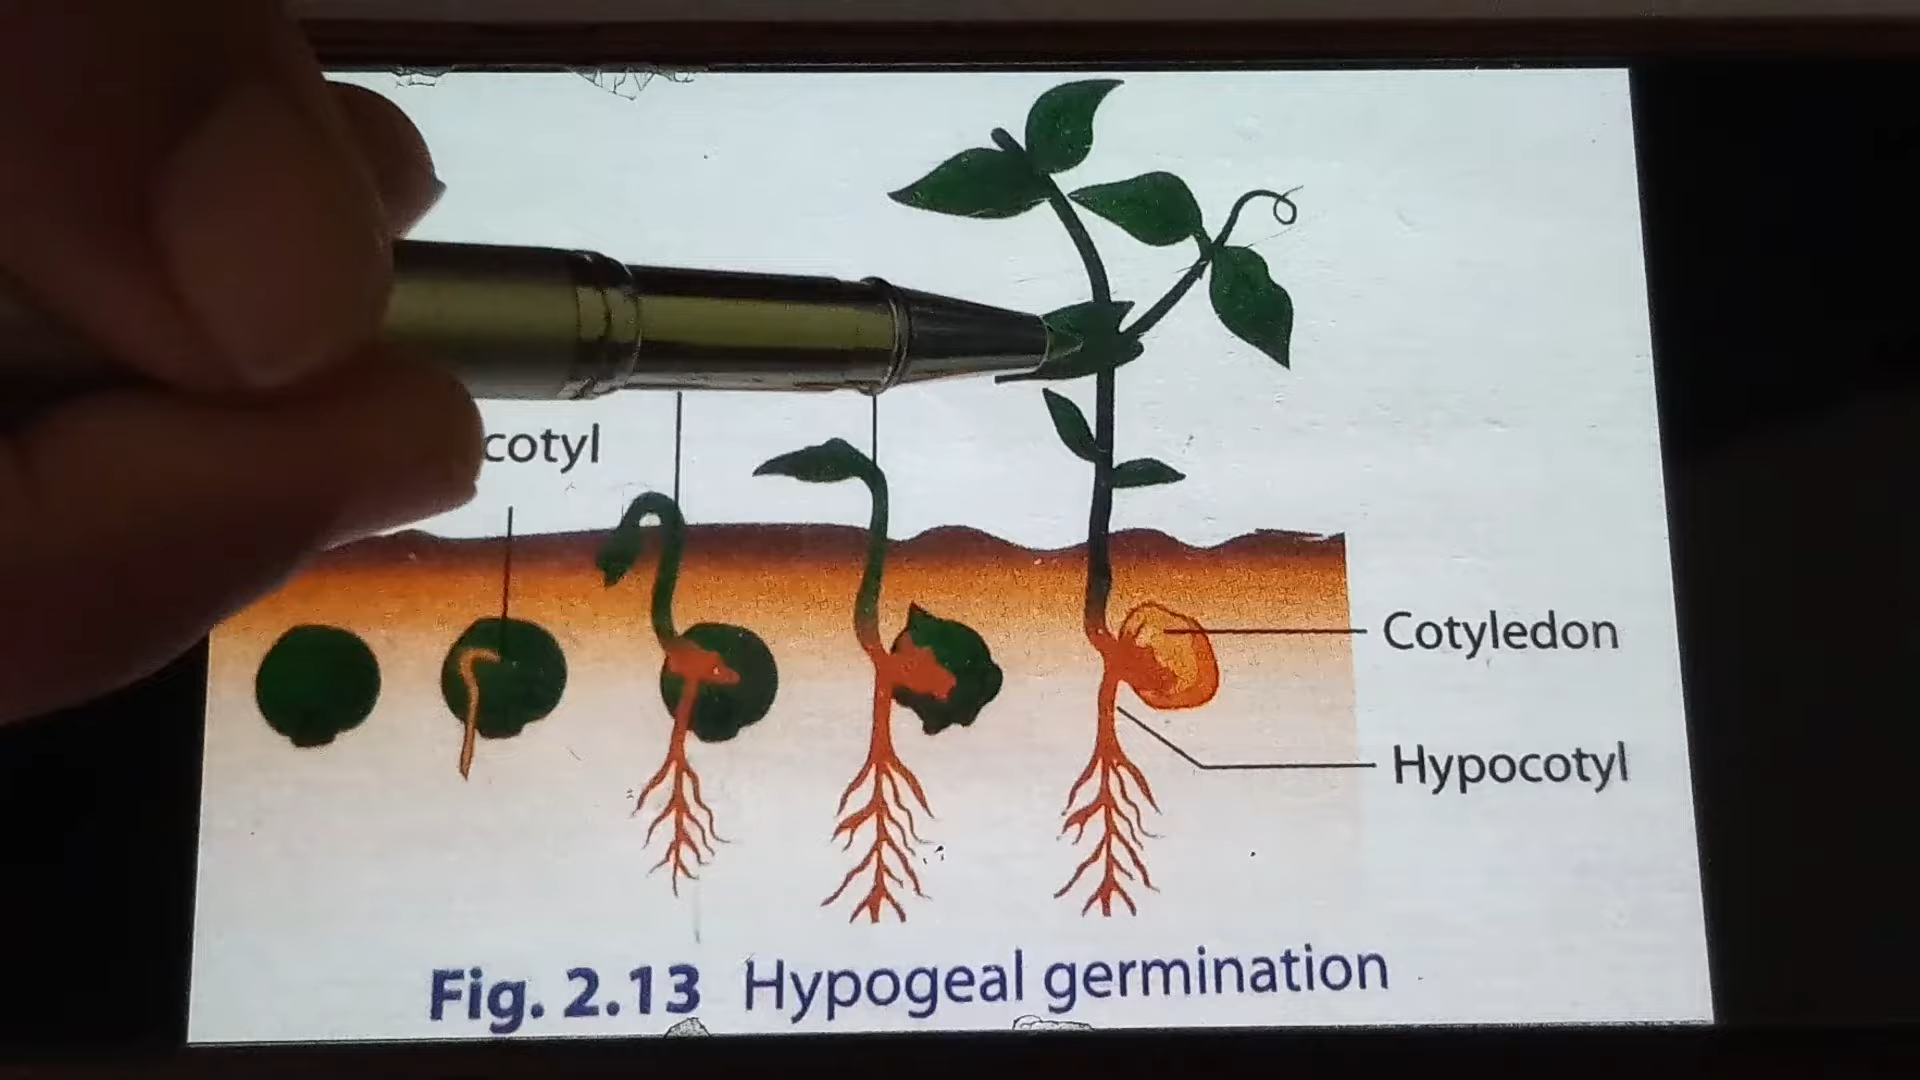 cotyl
Cotyledon
Hypocotyl
Fig. 2.13 Hypogeal germination